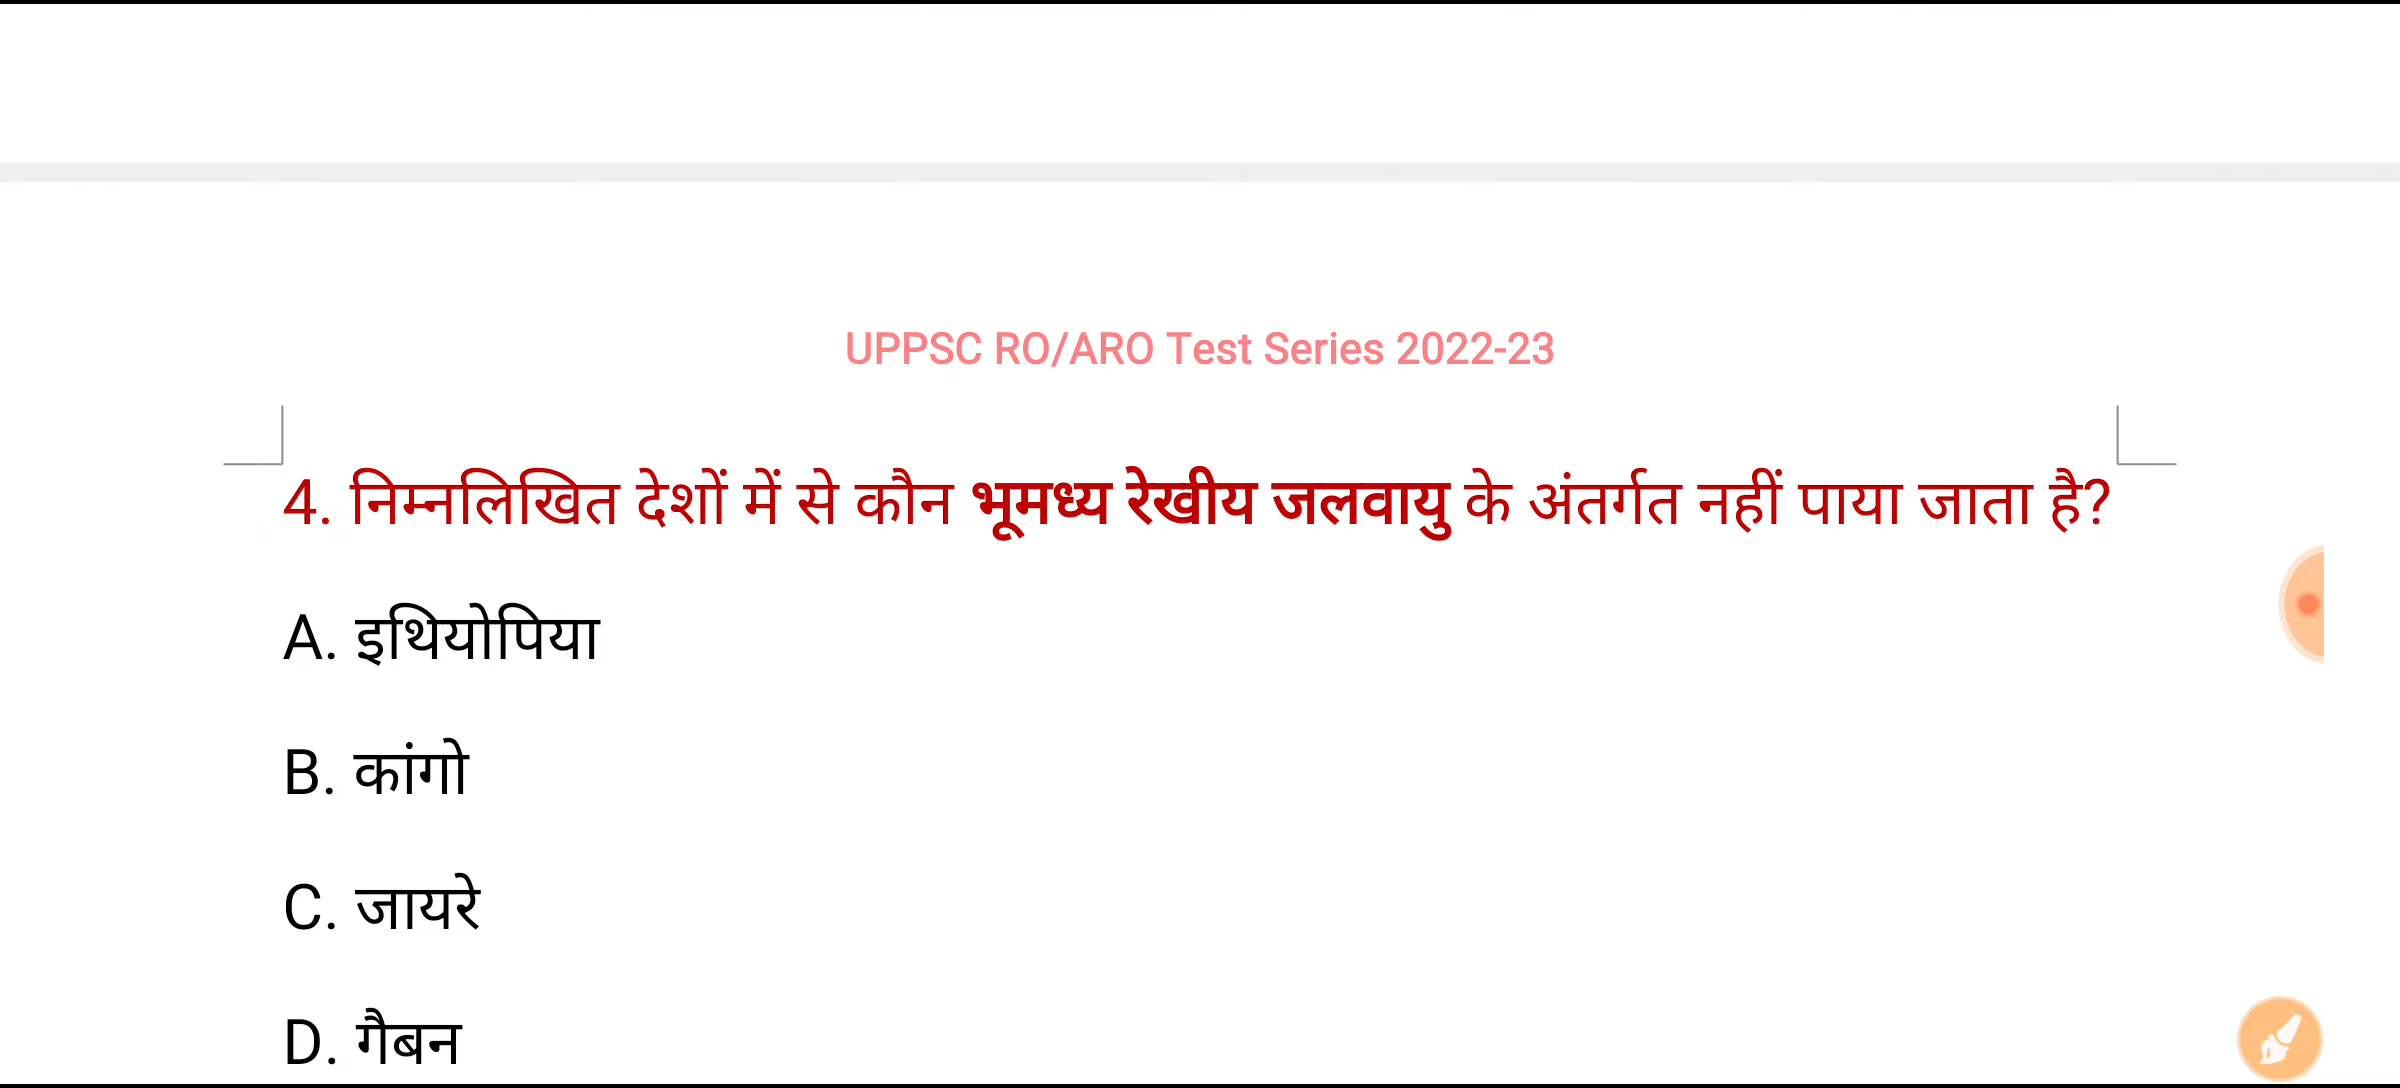 UPPSC RO/ARO Test Series 2022-23
4. निम्नलिखित देशों में से कौन भूमध्य रेखीय जलवायु के अंतर्गत नहीं पाया जाता है?
A. इथियोपिया
B. कांगो
C. जायरे
D. गैबन